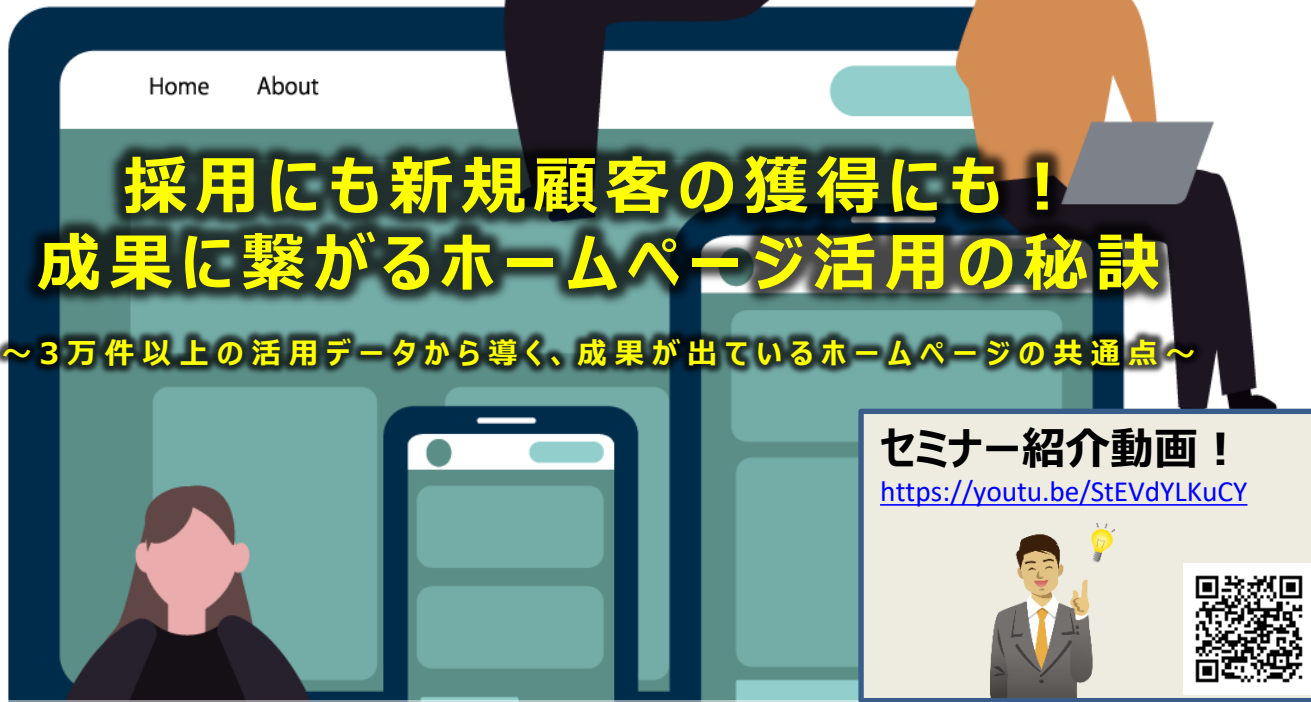 Home About
採用にも新規顧客の獲得にも！
成果に繋がるホームページ活用の秘訣
～３万件以上の活用データから導く、成果が出ているホームページの共通点～
セミナー紹介動画！
https://youtu.be/StEVdYLKuCY